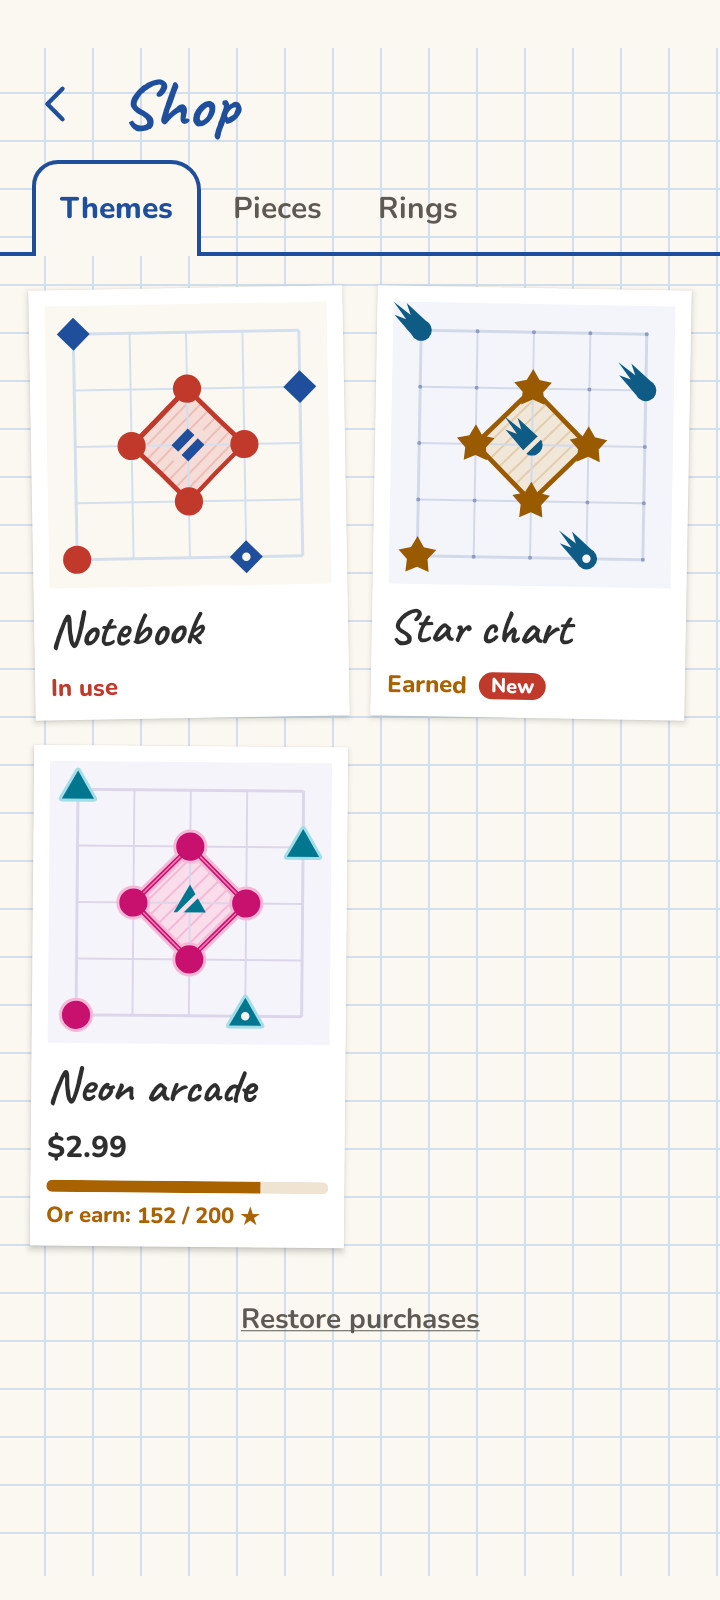 Shop
Themes
Pieces
Rings
Notebook
In use
Star chart
Earned
New
Neon arcade
$2.99
Or earn: 152 / 200 ★
Restore purchases